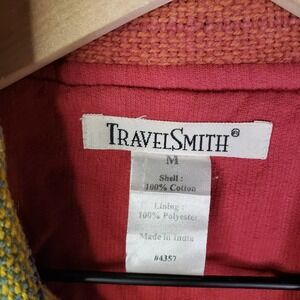 TRAVELSMITH®
M
Shell :
100% Cotton
Lining :
100% Polyester
Made in India
#4357